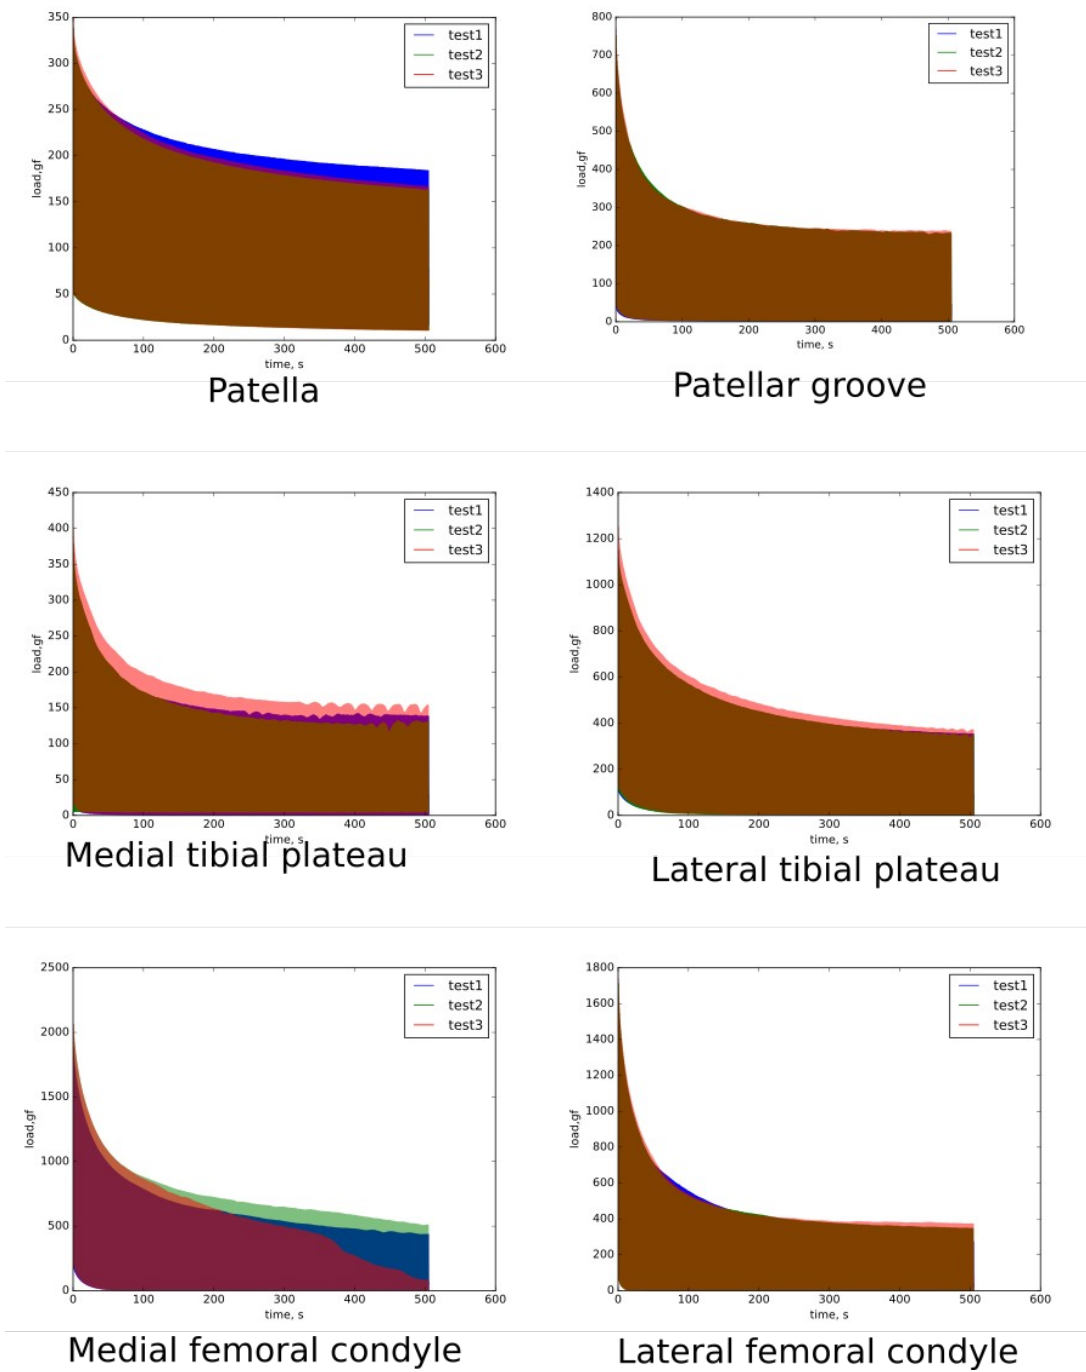 350
300
250
200
150
100
50
0
load,gf
0 100 200 300 400 500 600
time, s
test1
test2
test3
Patella
800
700
600
500
400
300
200
100
0
load,gf
0 100 200 300 400 500 600
time, s
test1
test2
test3
Patellar groove
450
400
350
300
250
200
150
100
50
0
load,gf
0 100 200 300 400 500 600
time, s
test1
test2
test3
Medial tibial plateau
1400
1200
1000
800
600
400
200
0
load,gf
0 100 200 300 400 500 600
time, s
test1
test2
test3
Lateral tibial plateau
2500
2000
1500
1000
500
0
load,gf
0 100 200 300 400 500 600
time, s
test1
test2
test3
Medial femoral condyle
1800
1600
1400
1200
1000
800
600
400
200
0
load,gf
0 100 200 300 400 500 600
time, s
test1
test2
test3
Lateral femoral condyle